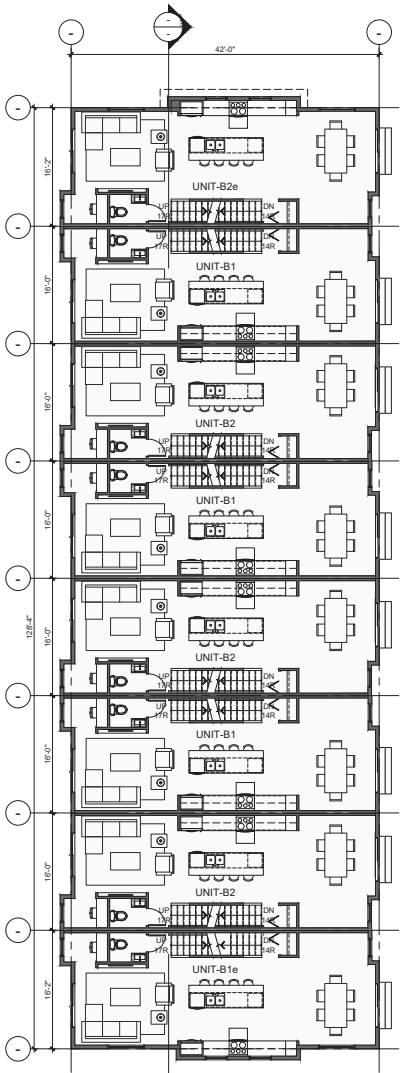 -
-
- - -
42'-0"
-
16'-2"
UNIT-B2e
UP
17R
DN
14R
-
UP
17R
DN
14R
UNIT-B1
16'-0"
-
16'-0"
UNIT-B2
UP
17R
DN
14R
-
UP
17R
DN
14R
UNIT-B1
16'-0"
-
128'-4"
16'-0"
UNIT-B2
UP
17R
DN
14R
-
UP
17R
DN
14R
UNIT-B1
16'-0"
-
16'-0"
UNIT-B2
UP
17R
DN
14R
-
UP
17R
DN
14R
UNIT-B1e
16'-2"
-